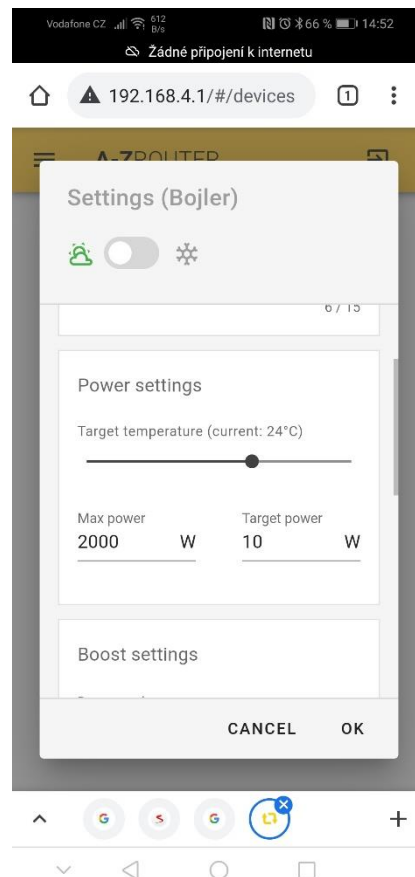 Vodafone CZ 612 B/s 66 % 14:52
Žádné připojení k internetu
192.168.4.1/#/devices 1
A-ZROUTER
Settings (Bojler)
6 / 15
Power settings
Target temperature (current: 24°C)
Max power Target power
2000 W 10 W
Boost settings
CANCEL OK
G S G